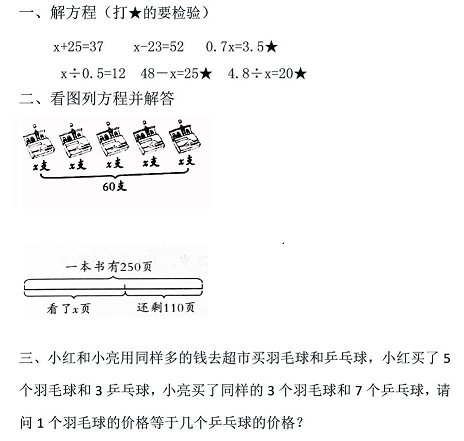 一、解方程（打★的要检验）
x+25=37 x-23=52 0.7x=3.5★
x÷0.5=12 48－x=25★ 4.8÷x=20★
二、看图列方程并解答
x支 x支 x支 x支 x支
60支
一本书有250页
看了x页 还剩110页
三、小红和小亮用同样多的钱去超市买羽毛球和乒乓球，小红买了 5
个羽毛球和 3 乒乓球，小亮买了同样的 3 个羽毛球和 7 个乒乓球，请
问 1 个羽毛球的价格等于几个乒乓球的价格？